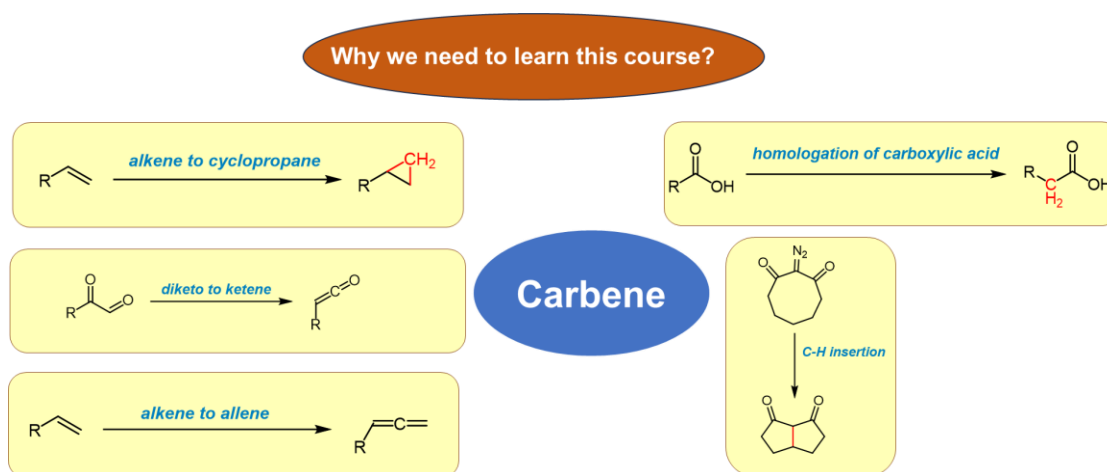 Why we need to learn this course?
alkene to cyclopropane
R
CH2
R
homologation of carboxylic acid
O
R
OH
O
R
C
H2
OH
diketo to ketene
O
R
O
C
O
R
Carbene
N2
O
O
C-H insertion
O
O
alkene to allene
R
C
R